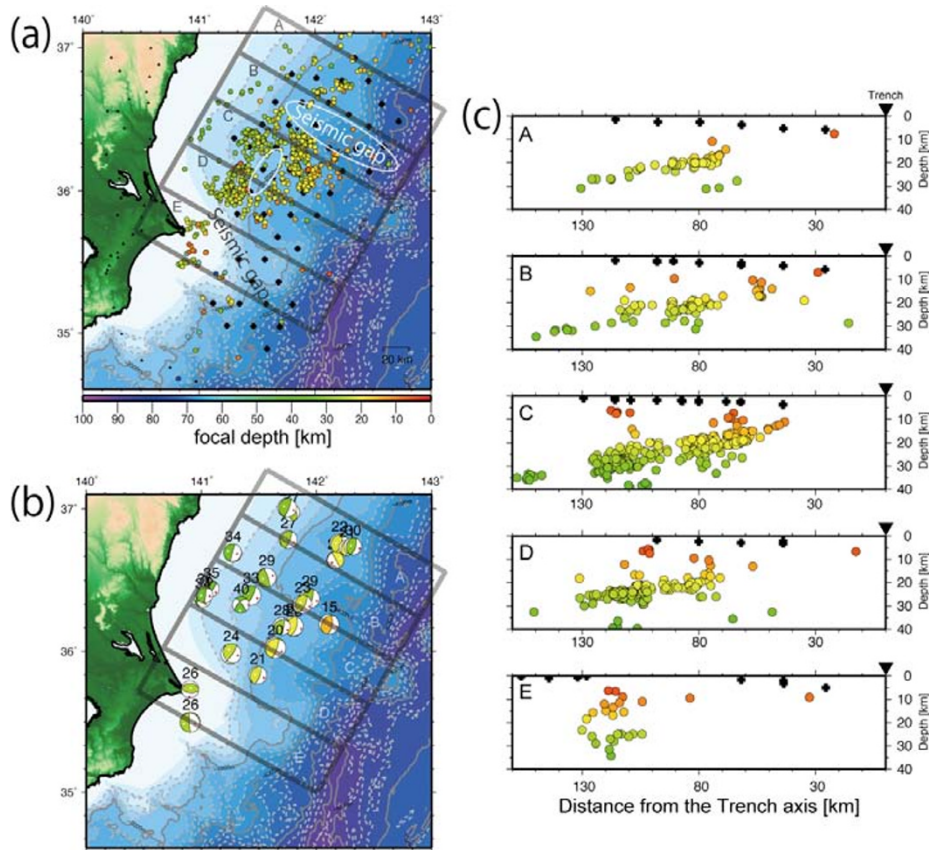 (a)
140°
141°
142°
143°
37°
36°
35°
A
B
C
D
E
Seismic gap
Seismic gap
20 km
100 90 80 70 60 50 40 30 20 10 0
focal depth [km]
(b)
140°
141°
142°
143°
37°
36°
35°
27
34
29
35
33
40
29
23
28
15
20
24
21
26
26
A
B
C
D
(c)
Trench
A
0
10
20
30
40
Depth [km]
130
80
30
B
0
10
20
30
40
Depth [km]
130
80
30
C
0
10
20
30
40
Depth [km]
130
80
30
D
0
10
20
30
40
Depth [km]
130
80
30
E
0
10
20
30
40
Depth [km]
130
80
30
Distance from the Trench axis [km]